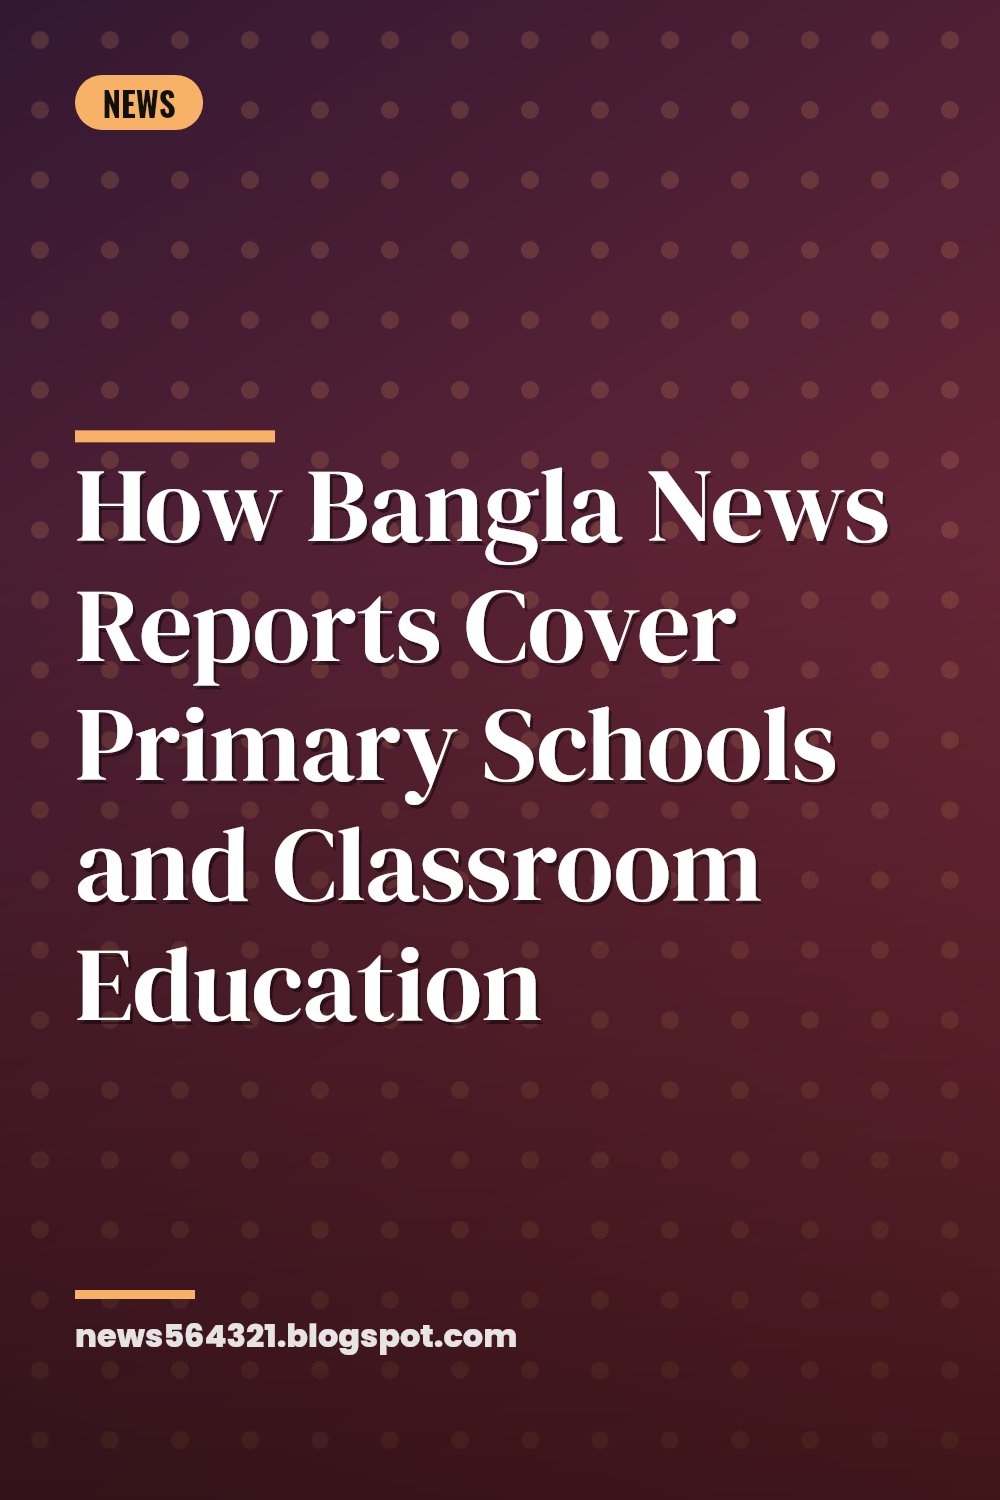 NEWS
How Bangla News
Reports Cover
Primary Schools
and Classroom
Education
news564321.blogspot.com